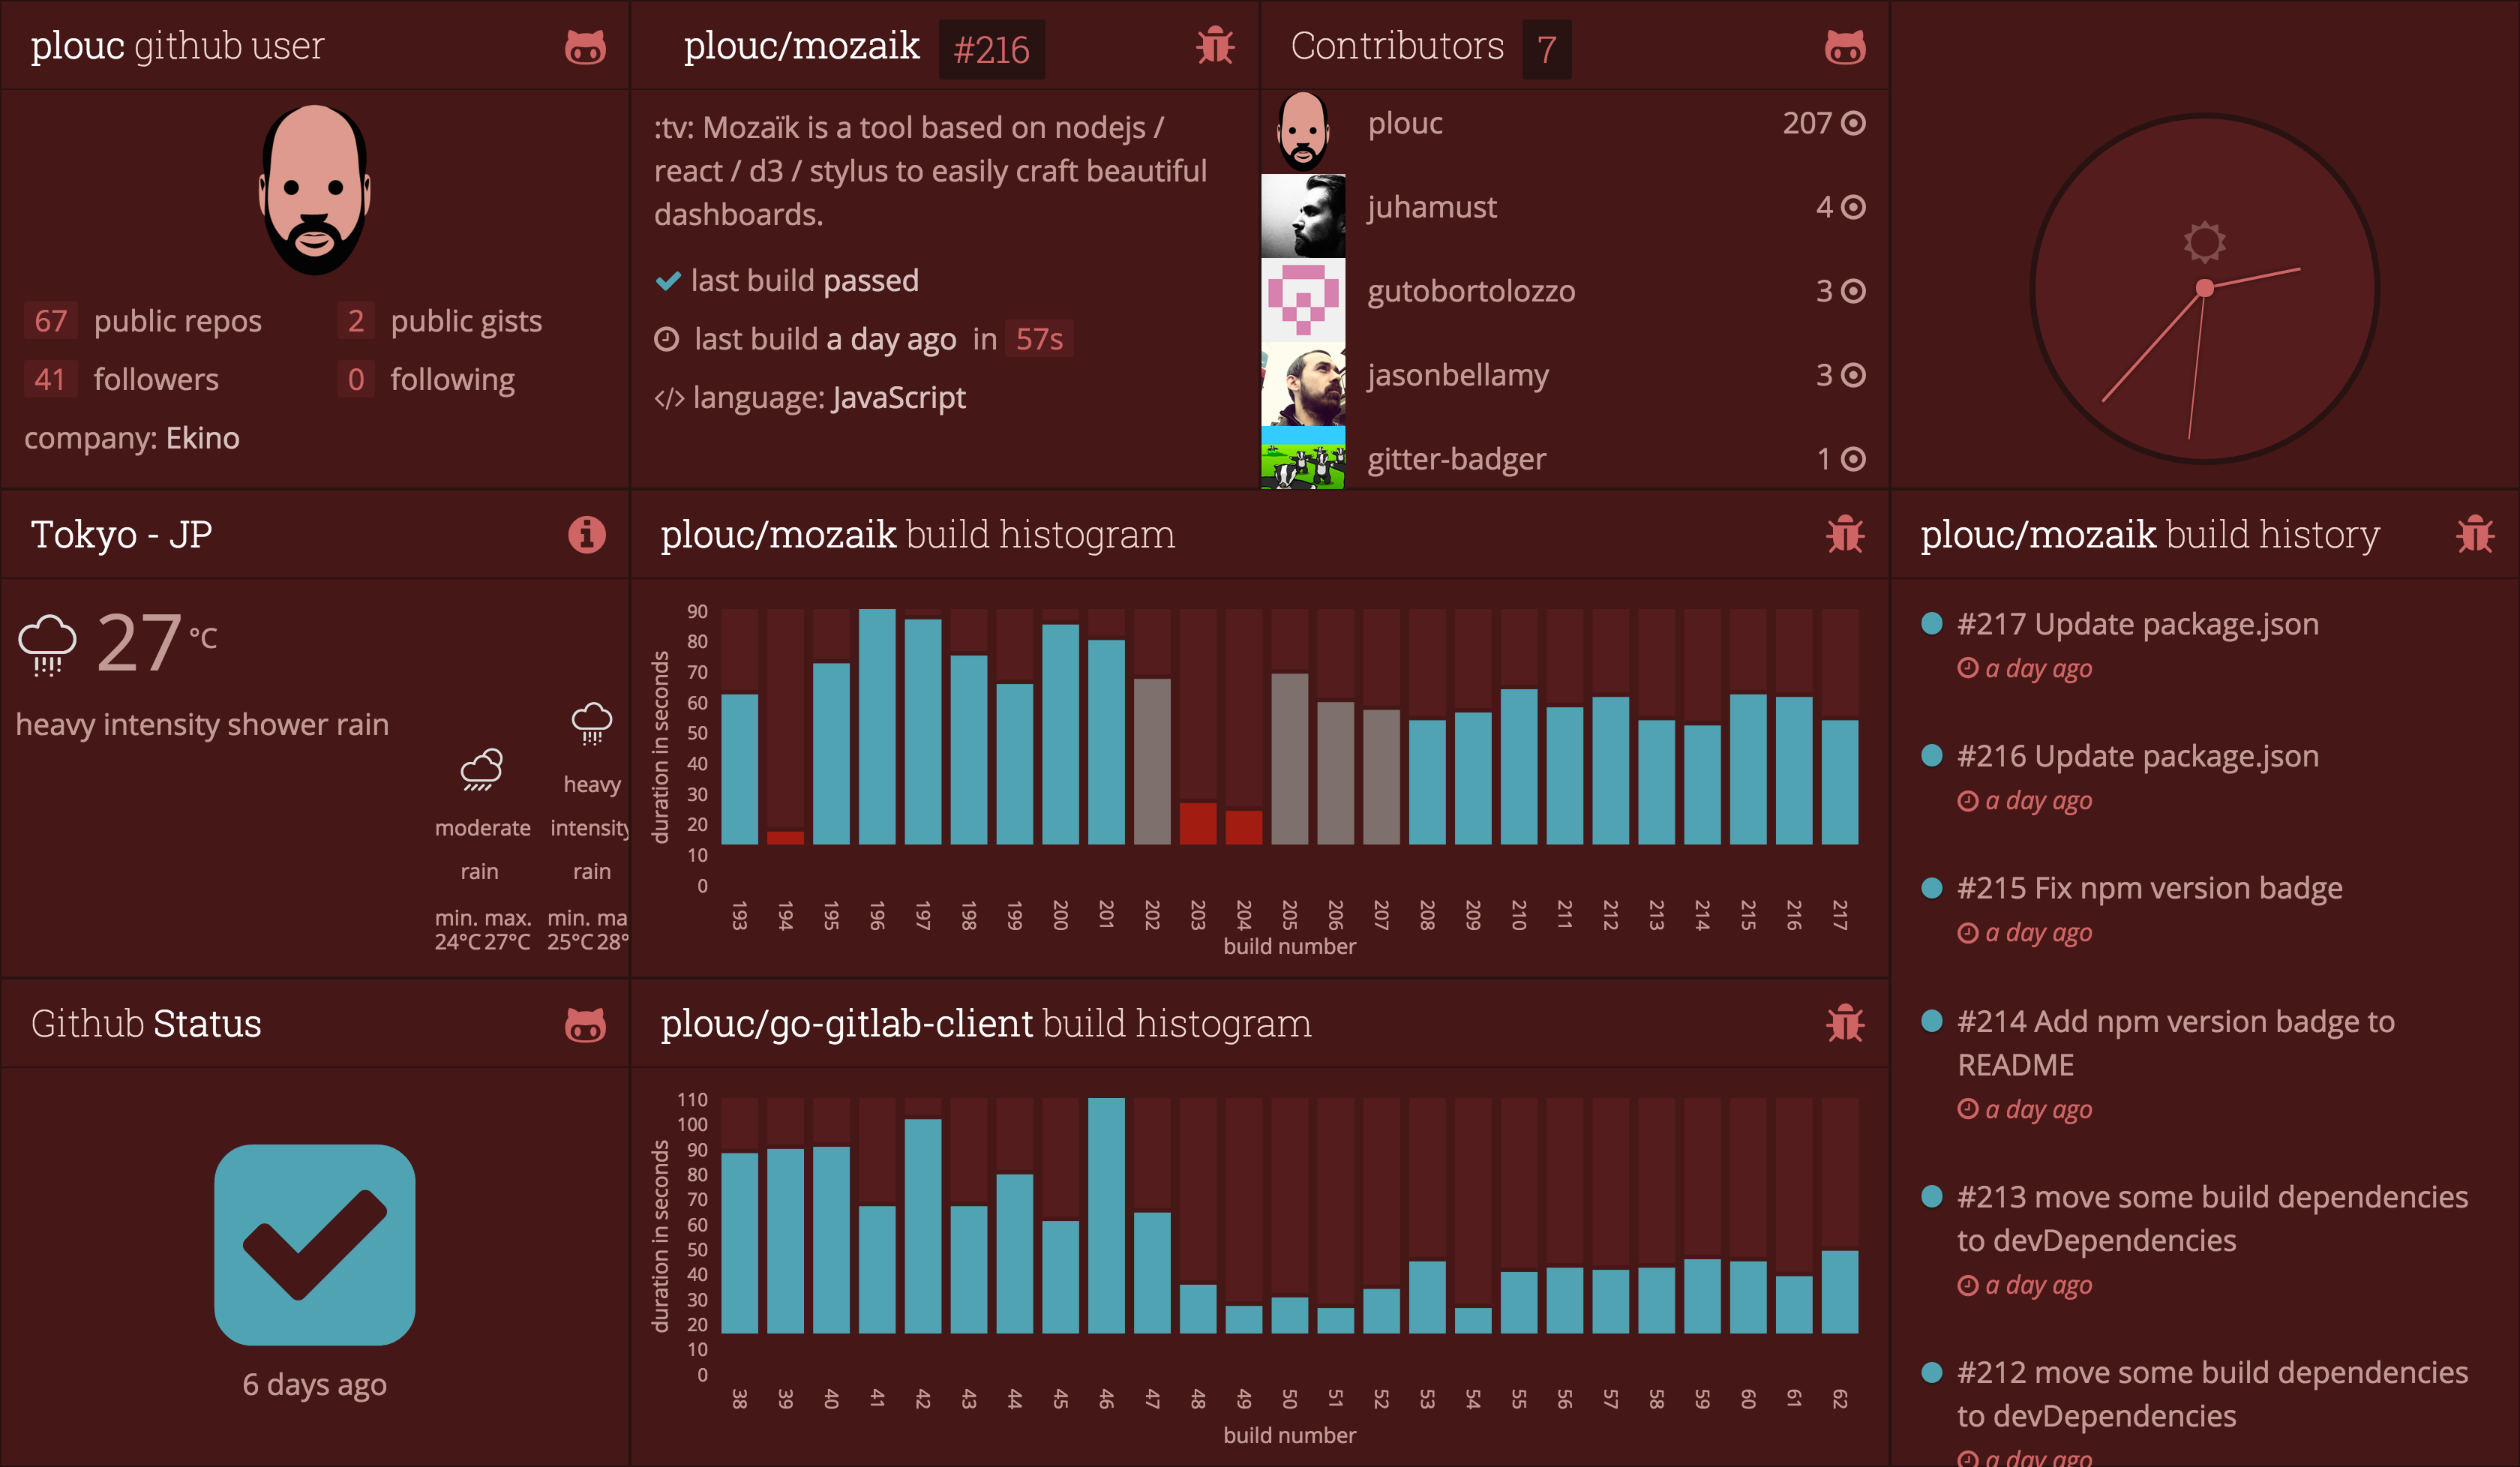 plouc github user
67 public repos 2 public gists
41 followers 0 following
company: Ekino
plouc/mozaik #216
:tv: Mozaïk is a tool based on nodejs /
react / d3 / stylus to easily craft beautiful
dashboards.
last build passed
last build a day ago in 57s
</> language: JavaScript
Contributors 7
plouc 207
juhamust 4
gutobortolozzo 3
jasonbellamy 3
gitter-badger 1
Tokyo - JP
27 °C
heavy intensity shower rain
moderate
rain
min. max.
24°C 27°C
heavy
intensity
rain
min. ma
25°C 28°
plouc/mozaik build histogram
duration in seconds
90
80
70
60
50
40
30
20
10
0
193 194 195 196 197 198 199 200 201 202 203 204 205 206 207 208 209 210 211 212 213 214 215 216 217
build number
plouc/mozaik build history
#217 Update package.json
a day ago
#216 Update package.json
a day ago
#215 Fix npm version badge
a day ago
#214 Add npm version badge to
README
a day ago
#213 move some build dependencies
to devDependencies
a day ago
#212 move some build dependencies
to devDependencies
a day ago
Github Status
6 days ago
plouc/go-gitlab-client build histogram
duration in seconds
110
100
90
80
70
60
50
40
30
20
10
0
38 39 40 41 42 43 44 45 46 47 48 49 50 51 52 53 54 55 56 57 58 59 60 61 62
build number